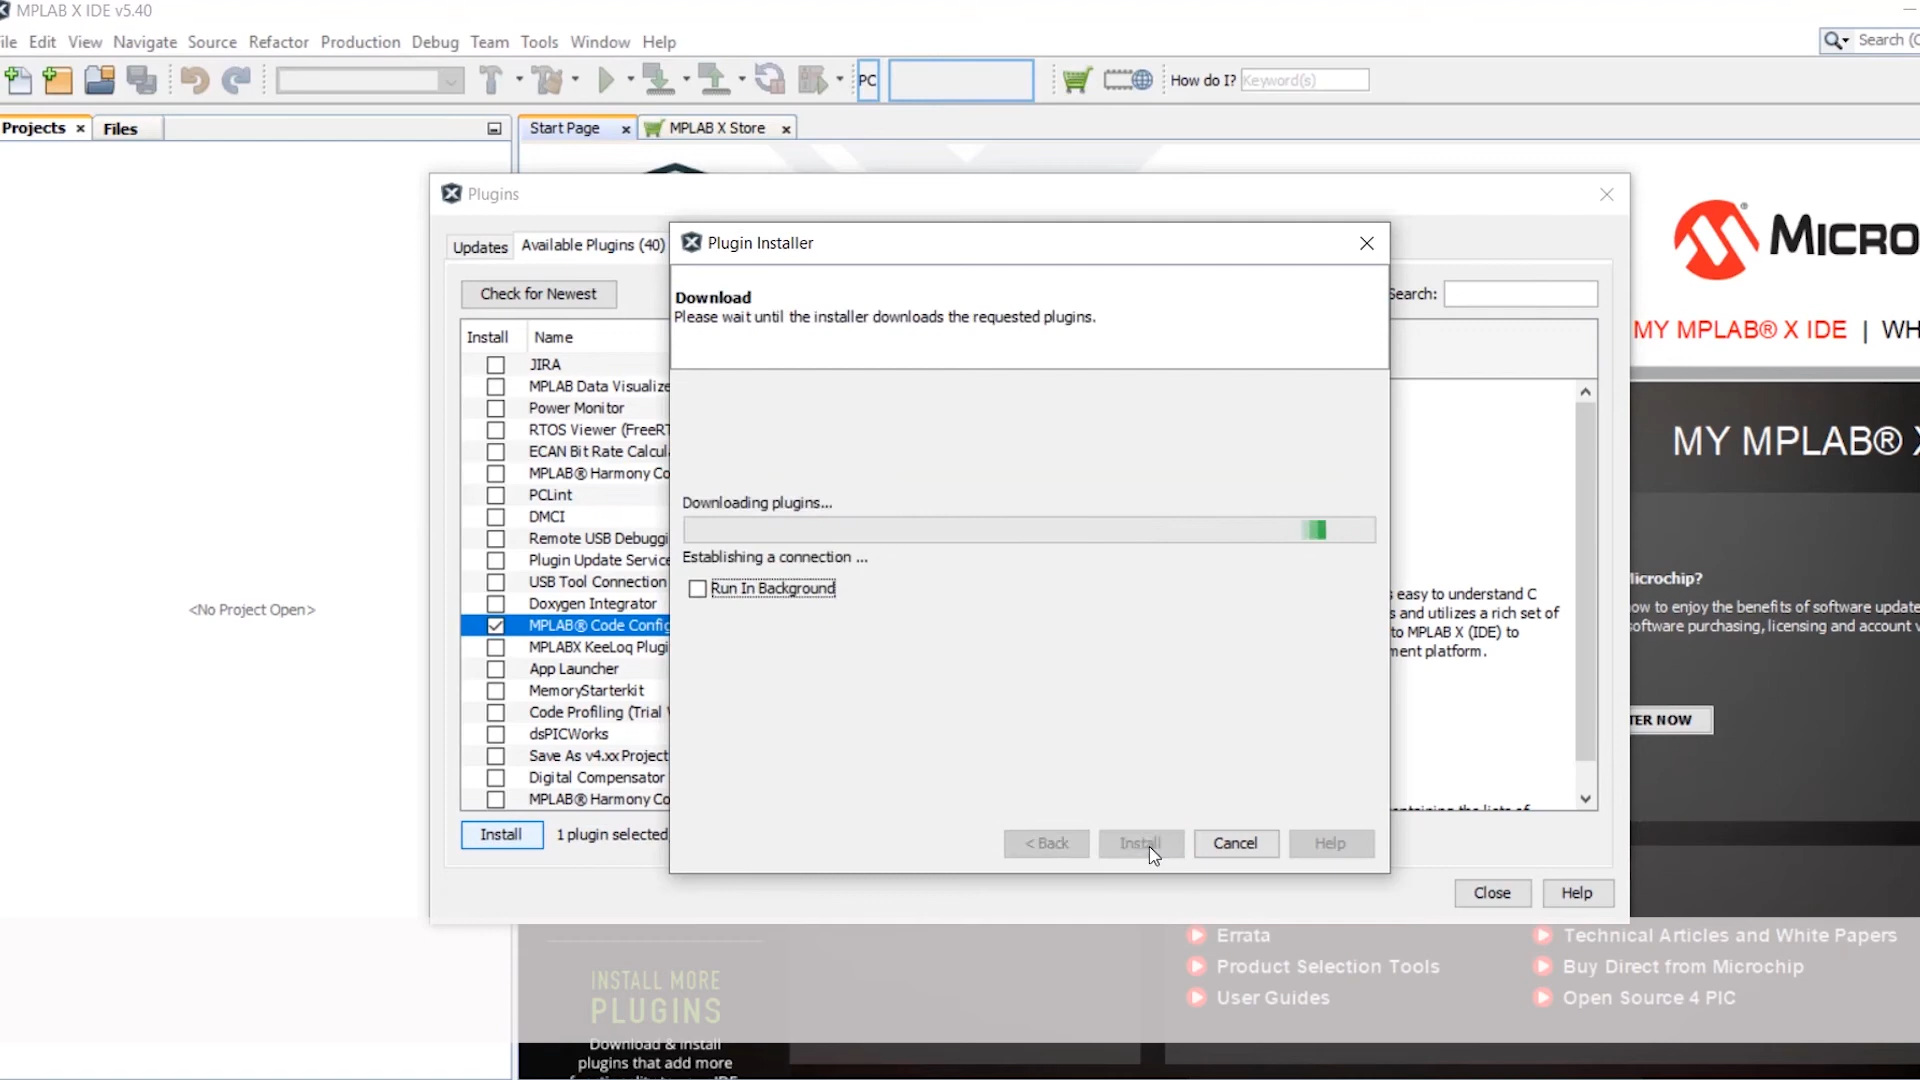 MPLAB X IDE v5.40
ile Edit View Navigate Source Refactor Production Debug Team Tools Window Help
Search (C
PC
How do I? Keyword(s)
Projects Files
Start Page MPLAB X Store
Plugins
Updates Available Plugins (40)
Plugin Installer
Check for Newest
Search:
Download
Please wait until the installer downloads the requested plugins.
Install Name
JIRA
MPLAB Data Visualize
Power Monitor
RTOS Viewer (FreeRT
ECAN Bit Rate Calcul
MPLAB® Harmony Co
PCLint
DMCI
Remote USB Debuggi
Plugin Update Service
USB Tool Connection
Doxygen Integrator
MPLAB® Code Config
MPLABX KeeLoq Plugi
App Launcher
MemoryStarterkit
Code Profiling (Trial
dsPICWorks
Save As v4.xx Project
Digital Compensator
MPLAB® Harmony Co
Install 1 plugin selected
Downloading plugins...
Establishing a connection ...
Run In Background
< Back Install Cancel Help
s easy to understand C
s and utilizes a rich set of
to MPLAB X (IDE) to
ment platform.
Close Help
MICRO
MY MPLAB® X IDE | WH
MY MPLAB® X
licrochip?
ow to enjoy the benefits of software update
software purchasing, licensing and account v
TER NOW
<No Project Open>
INSTALL MORE
PLUGINS
Download & install
plugins that add more
Errata
Product Selection Tools
User Guides
Technical Articles and White Papers
Buy Direct from Microchip
Open Source 4 PIC